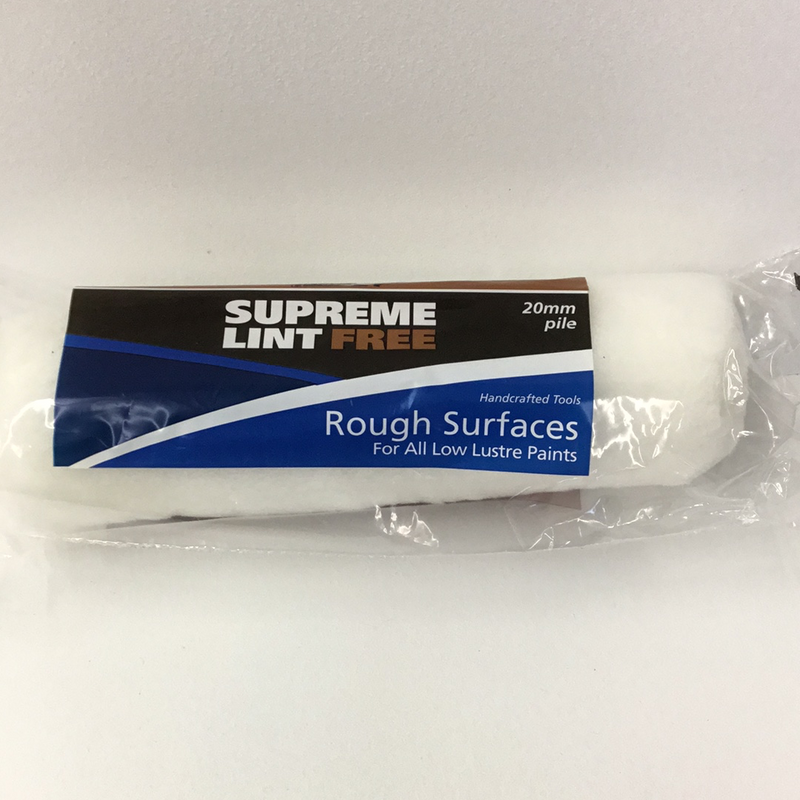 SUPREME
LINT FREE
20mm
pile
Handcrafted Tools
Rough Surfaces
For All Low Lustre Paints